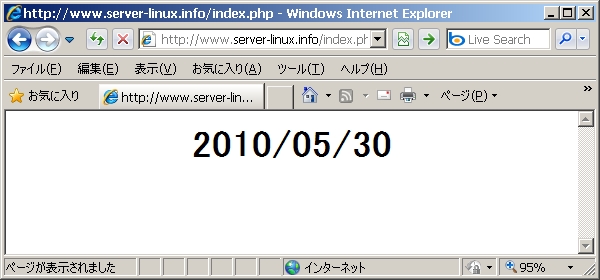 http://www.server-linux.info/index.php - Windows Internet Explorer
http://www.server-linux.info/index.ph Live Search
ファイル(F) 編集(E) 表示(V) お気に入り(A) ツール(T) ヘルプ(H)
お気に入り http://www.server-lin... ページ(P)
2010/05/30
ページが表示されました インターネット 95%